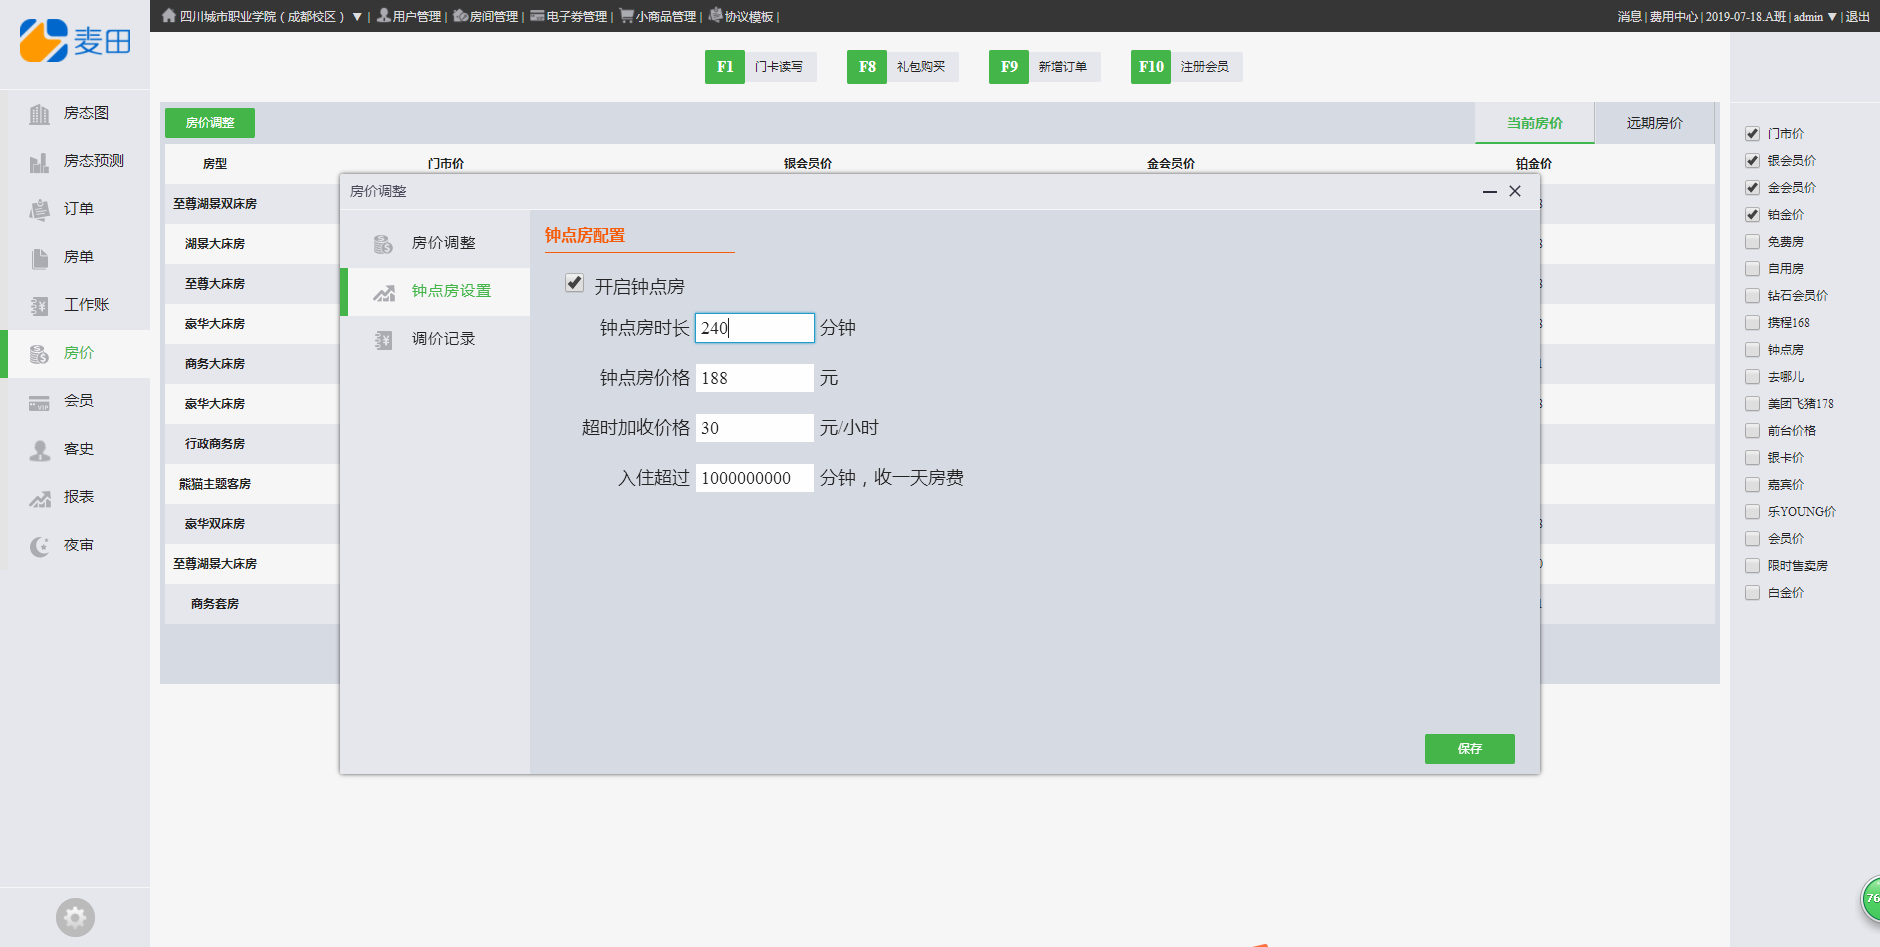 四川城市职业学院（成都校区） ▼ | 用户管理 | 房间管理 | 电子券管理 | 小商品管理 | 协议模板 |
消息 | 费用中心 | 2019-07-18.A班 | admin ▼ | 退出
麦田
F1 门卡读写
F8 礼包购买
F9 新增订单
F10 注册会员
房态图
房态预测
订单
房单
工作账
房价
会员
VIP
客史
报表
夜审
房价调整
当前房价
远期房价
房型 门市价 银会员价 金会员价 铂金价
至尊湖景双床房
湖景大床房
至尊大床房
豪华大床房
商务大床房
豪华大床房
行政商务房
熊猫主题客房
豪华双床房
至尊湖景大床房
商务套房
房价调整
房价调整
钟点房设置
调价记录
钟点房配置
开启钟点房
钟点房时长 240 分钟
钟点房价格 188 元
超时加收价格 30 元/小时
入住超过 1000000000 分钟，收一天房费
保存
门市价
银会员价
金会员价
铂金价
免费房
自用房
钻石会员价
携程168
钟点房
去哪儿
美团飞猪178
前台价格
银卡价
嘉宾价
乐YOUNG价
会员价
限时售卖房
白金价